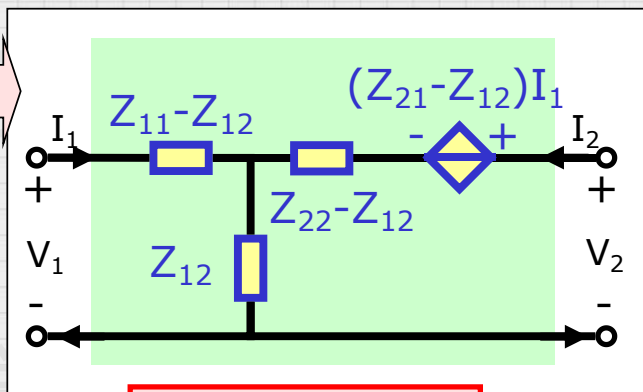 (Z₂₁-Z₁₂)I₁
I₁ Z₁₁-Z₁₂ - + I₂
+ Z₂₂-Z₁₂ +
V₁ Z₁₂ V₂
- -